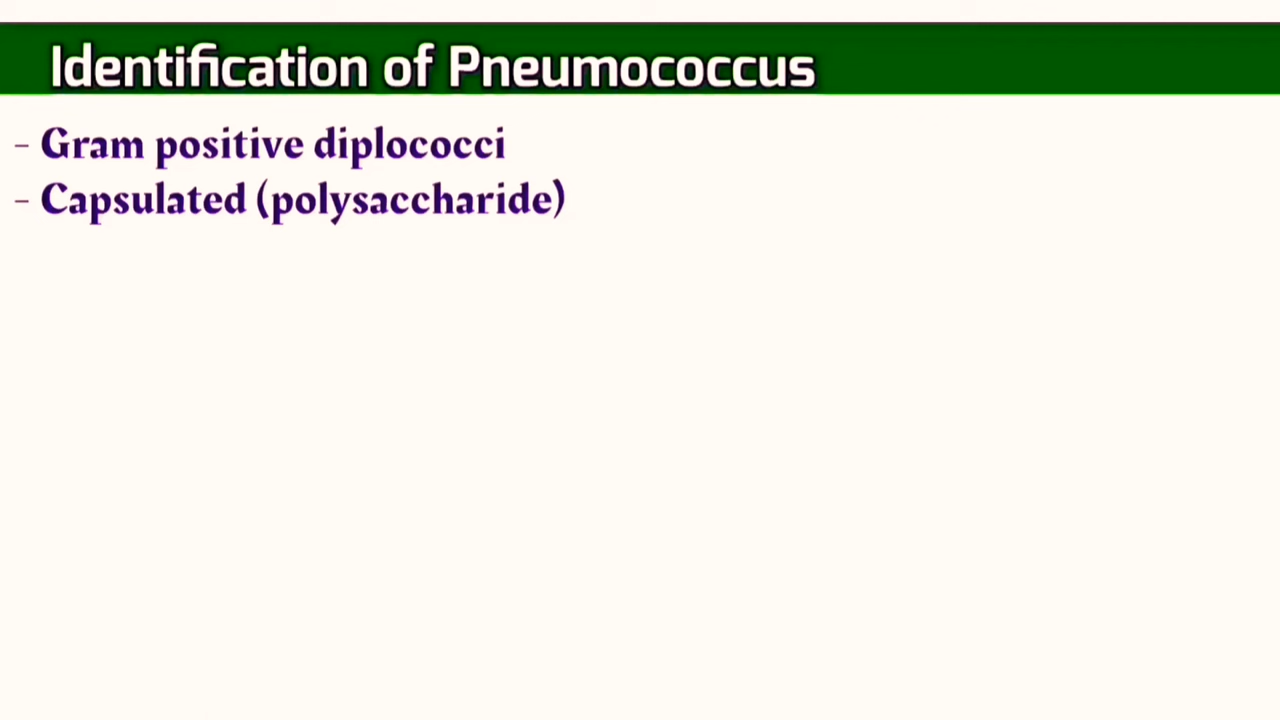 Identification of Pneumococcus
- Gram positive diplococci
- Capsulated (polysaccharide)